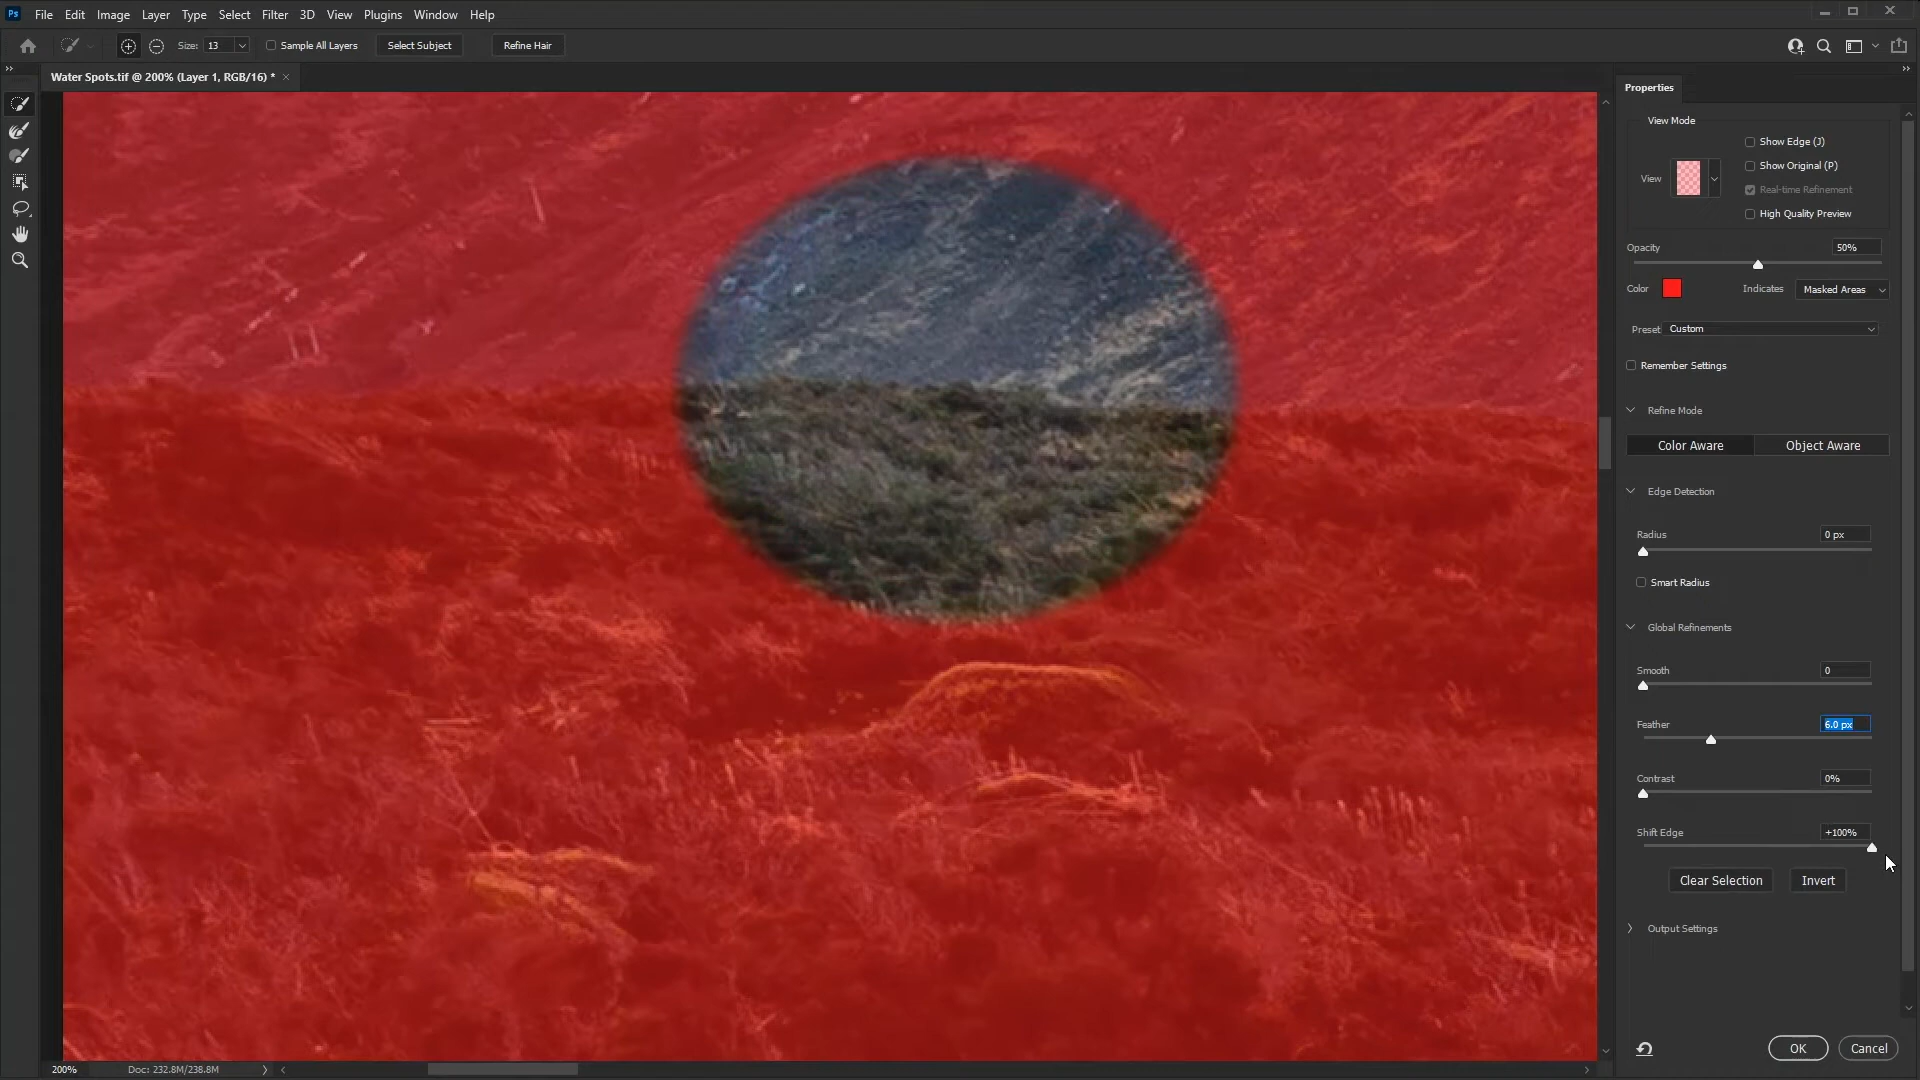 Ps File Edit Image Layer Type Select Filter 3D View Plugins Window Help
Size: 13 Sample All Layers Select Subject Refine Hair
Water Spots.tif @ 200% (Layer 1, RGB/16) *
Properties
View Mode
Show Edge (J)
Show Original (P)
View
Real-time Refinement
High Quality Preview
Opacity 50%
Color Indicates Masked Areas
Preset Custom
Remember Settings
Refine Mode
Color Aware Object Aware
Edge Detection
Radius 0 px
Smart Radius
Global Refinements
Smooth 0
Feather 6.0 px
Contrast 0%
Shift Edge +100%
Clear Selection Invert
Output Settings
OK Cancel
200% Doc: 232.8M/238.8M